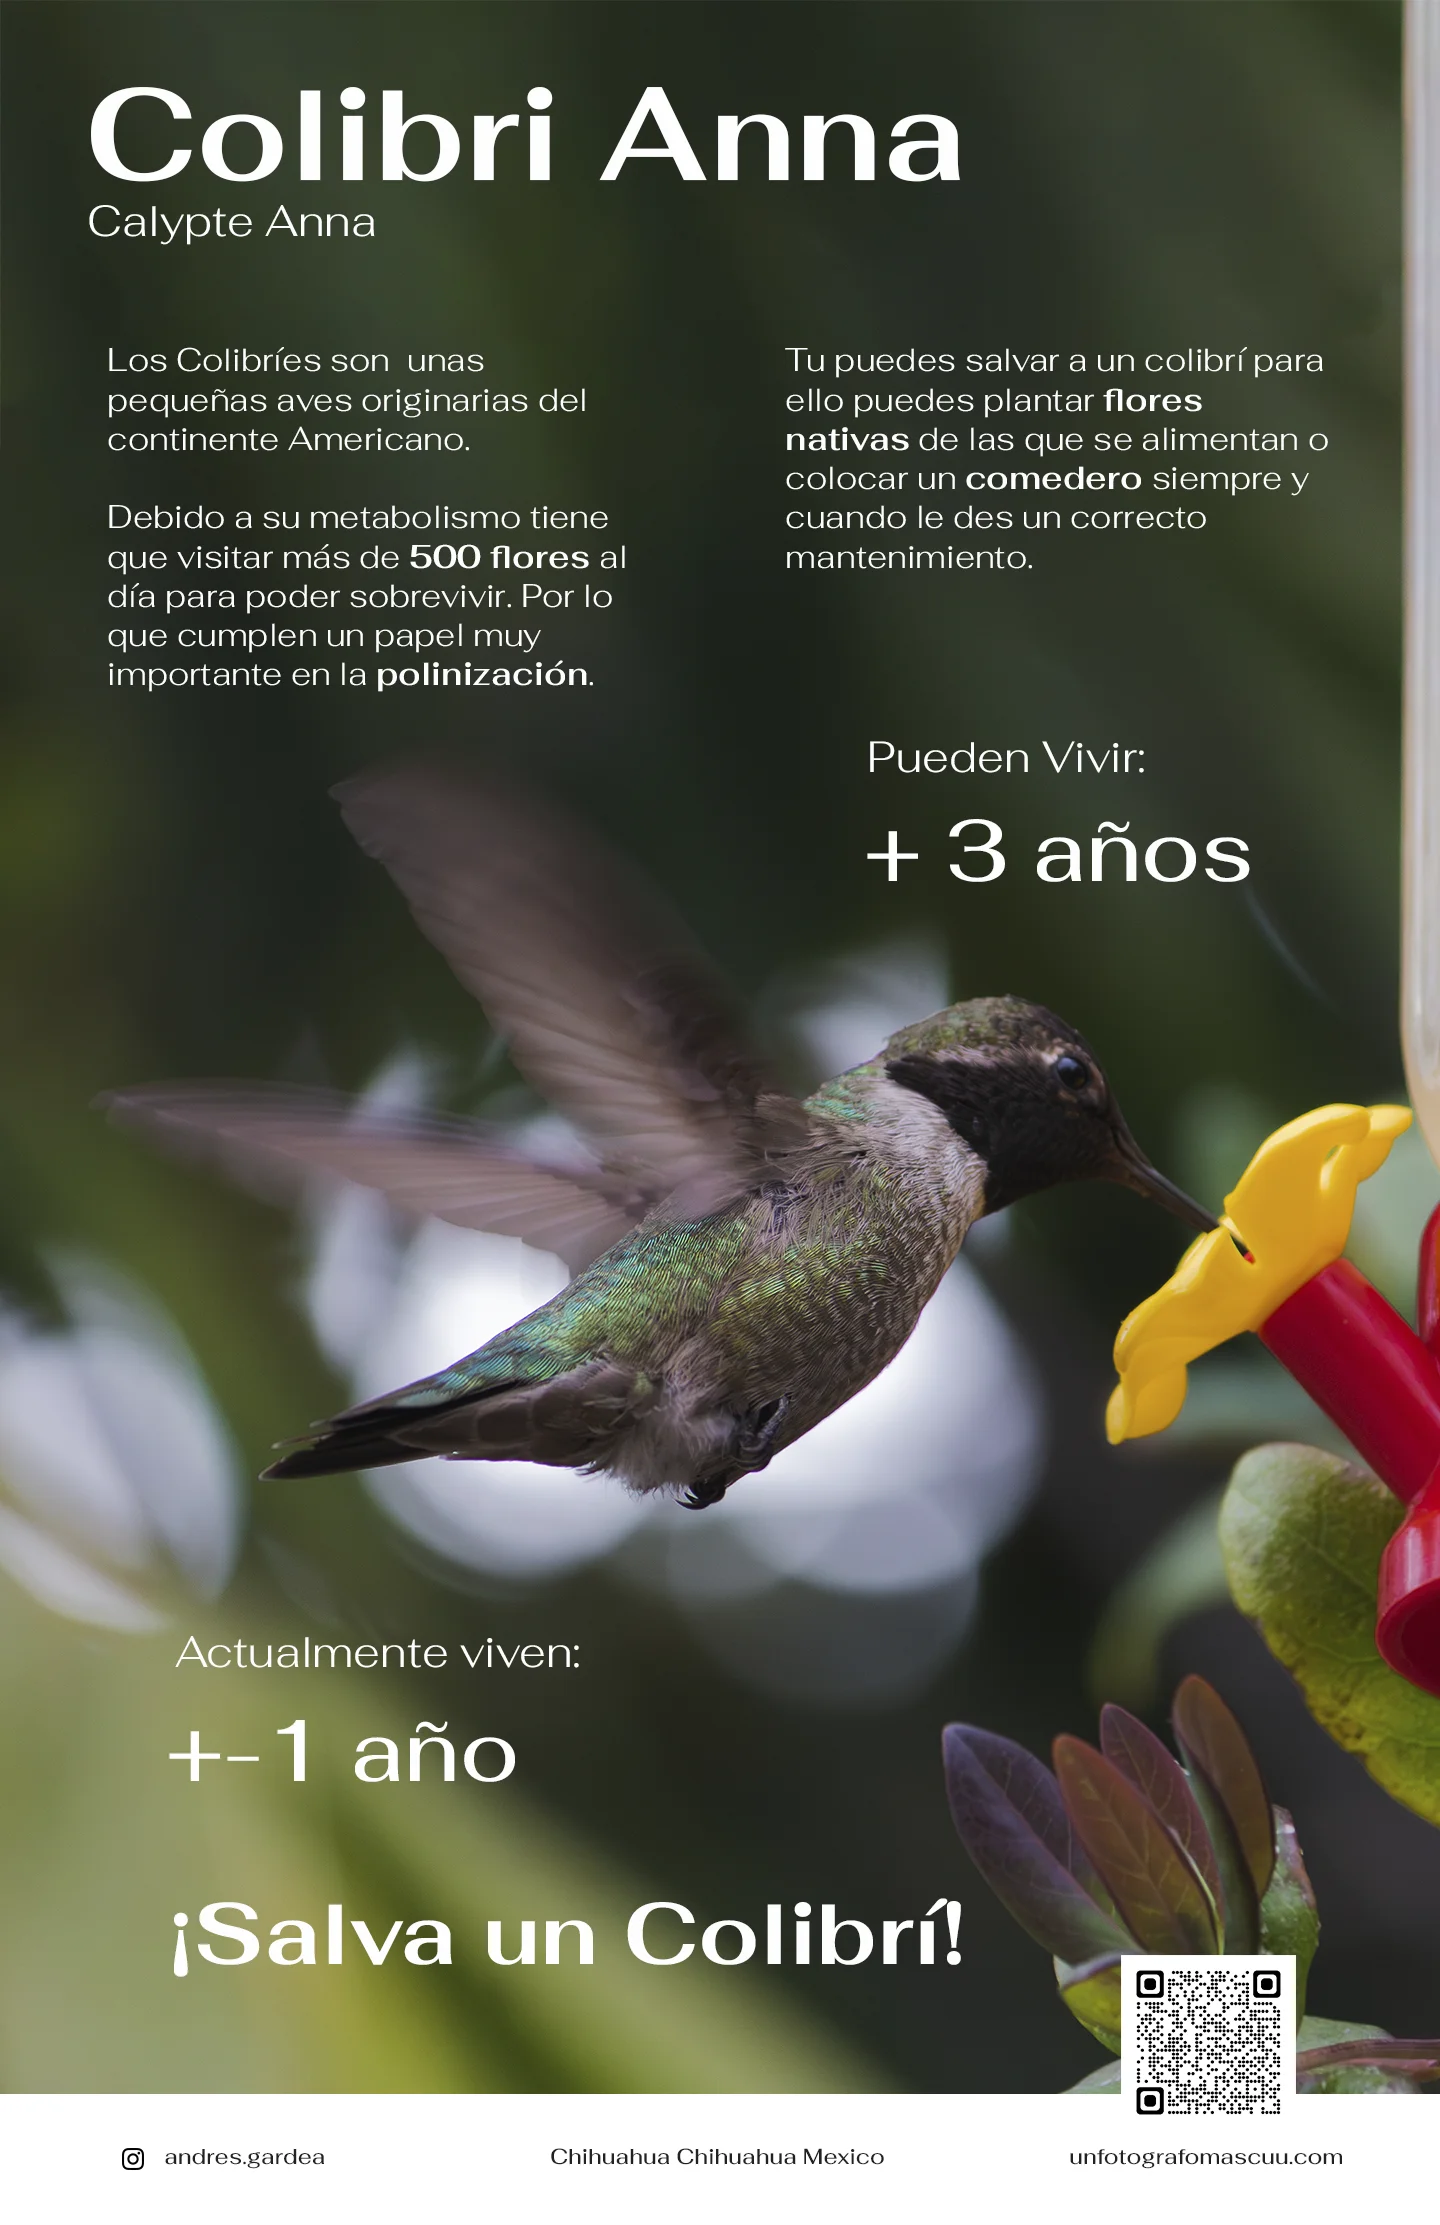 Colibri Anna
Calypte Anna
Los Colibríes son  unas
pequeñas aves originarias del
continente Americano.
Debido a su metabolismo tiene
que visitar más de 500 flores al
día para poder sobrevivir. Por lo
que cumplen un papel muy
importante en la polinización.
Tu puedes salvar a un colibrí para
ello puedes plantar flores
nativas de las que se alimentan o
colocar un comedero siempre y
cuando le des un correcto
mantenimiento.
Pueden Vivir:
+ 3 años
Actualmente viven:
+-1 año
¡Salva un Colibrí!
andres.gardea
Chihuahua Chihuahua Mexico
unfotografomascuu.com